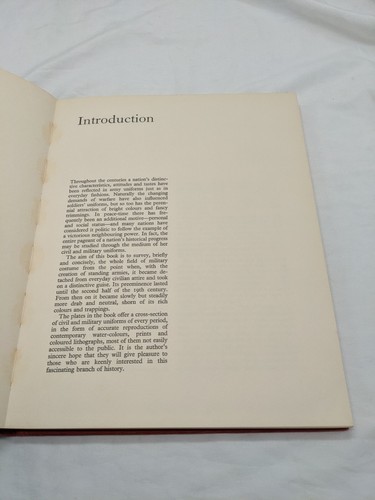 Introduction
Throughout the centuries a nation's distinc-
tive characteristics, attitudes and tastes have
been reflected in army uniforms just as in
everyday fashions. Naturally the changing
demands of warfare have also influenced
soldiers' uniforms, but so too has the peren-
nial attraction of bright colours and fancy
trimmings. In peace-time there has fre-
quently been an additional motive—personal
and social status—and many nations have
considered it politic to follow the example of
a victorious neighbouring power. In fact, the
entire pageant of a nation's historical progress
may be studied through the medium of her
civil and military uniforms.
The aim of this book is to survey, briefly
and concisely, the whole field of military
costume from the point when, with the
creation of standing armies, it became de-
tached from everyday civilian attire and took
on a distinctive guise. Its preeminence lasted
until the second half of the 19th century.
From then on it became slowly but steadily
more drab and neutral, shorn of its rich
colours and trappings.
The plates in the book offer a cross-section
of civil and military uniforms of every period,
in the form of accurate reproductions of
contemporary water-colours, prints and
coloured lithographs, most of them not easily
accessible to the public. It is the author's
sincere hope that they will give pleasure to
those who are keenly interested in this
fascinating branch of history.